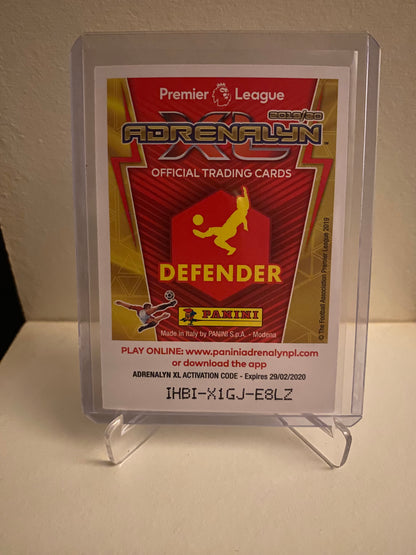 Premier League
2019/20
ADRENALYN
XL™
OFFICIAL TRADING CARDS
DEFENDER
PANINI
Made in Italy by PANINI S.p.A. - Modena
© The Football Association Premier League 2019
PLAY ONLINE: www.paniniadrenalynpl.com
or download the app
ADRENALYN XL ACTIVATION CODE - Expires 29/02/2020
IHBI-X1GJ-E8LZ